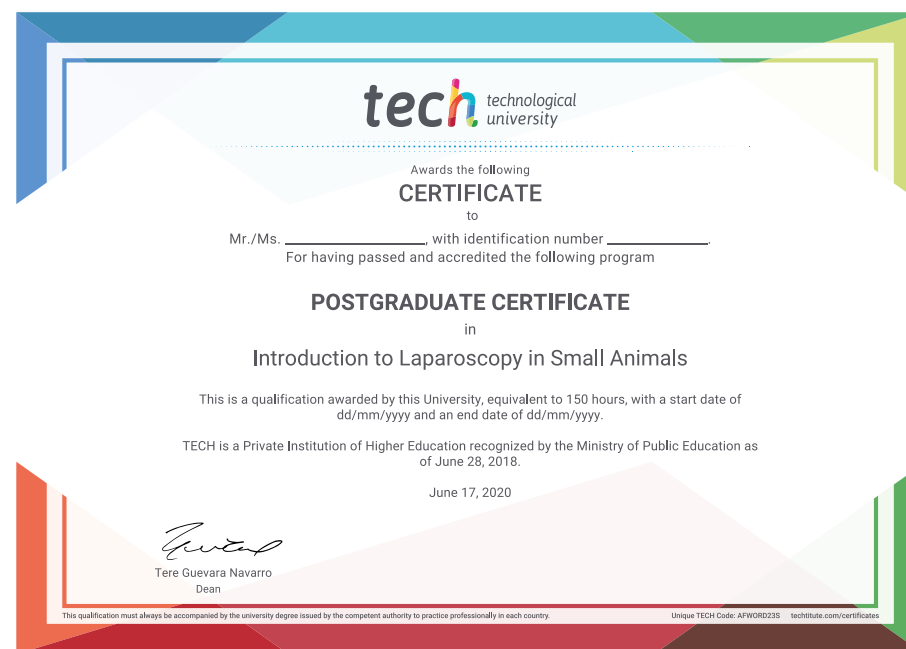 tech technological
university
Awards the following
CERTIFICATE
to
Mr./Ms. ____________________, with identification number ______________.
For having passed and accredited the following program
POSTGRADUATE CERTIFICATE
in
Introduction to Laparoscopy in Small Animals
This is a qualification awarded by this University, equivalent to 150 hours, with a start date of
dd/mm/yyyy and an end date of dd/mm/yyyy.
TECH is a Private Institution of Higher Education recognized by the Ministry of Public Education as
of June 28, 2018.
June 17, 2020
Tere Guevara Navarro
Dean
This qualification must always be accompanied by the university degree issued by the competent authority to practice professionally in each country. Unique TECH Code: AFWORD23S techtitute.com/certificates